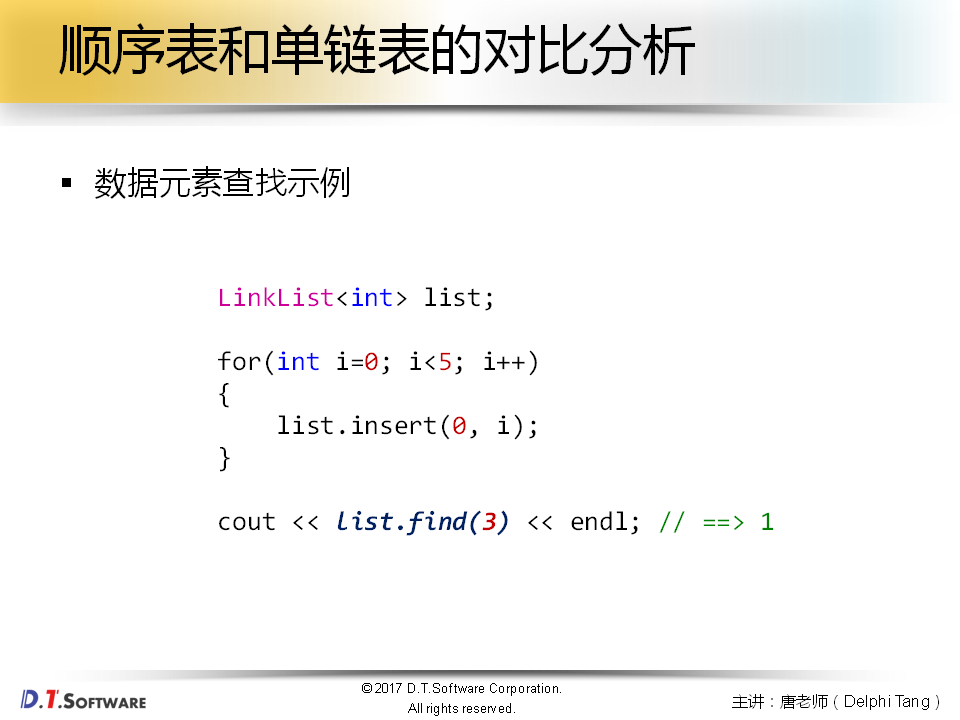 顺序表和单链表的对比分析
▪ 数据元素查找示例
LinkList<int> list;
for(int i=0; i<5; i++)
{
    list.insert(0, i);
}
cout << list.find(3) << endl; // ==> 1
D.T.SOFTWARE
©2017 D.T.Software Corporation.
All rights reserved.
主讲：唐老师（Delphi Tang）